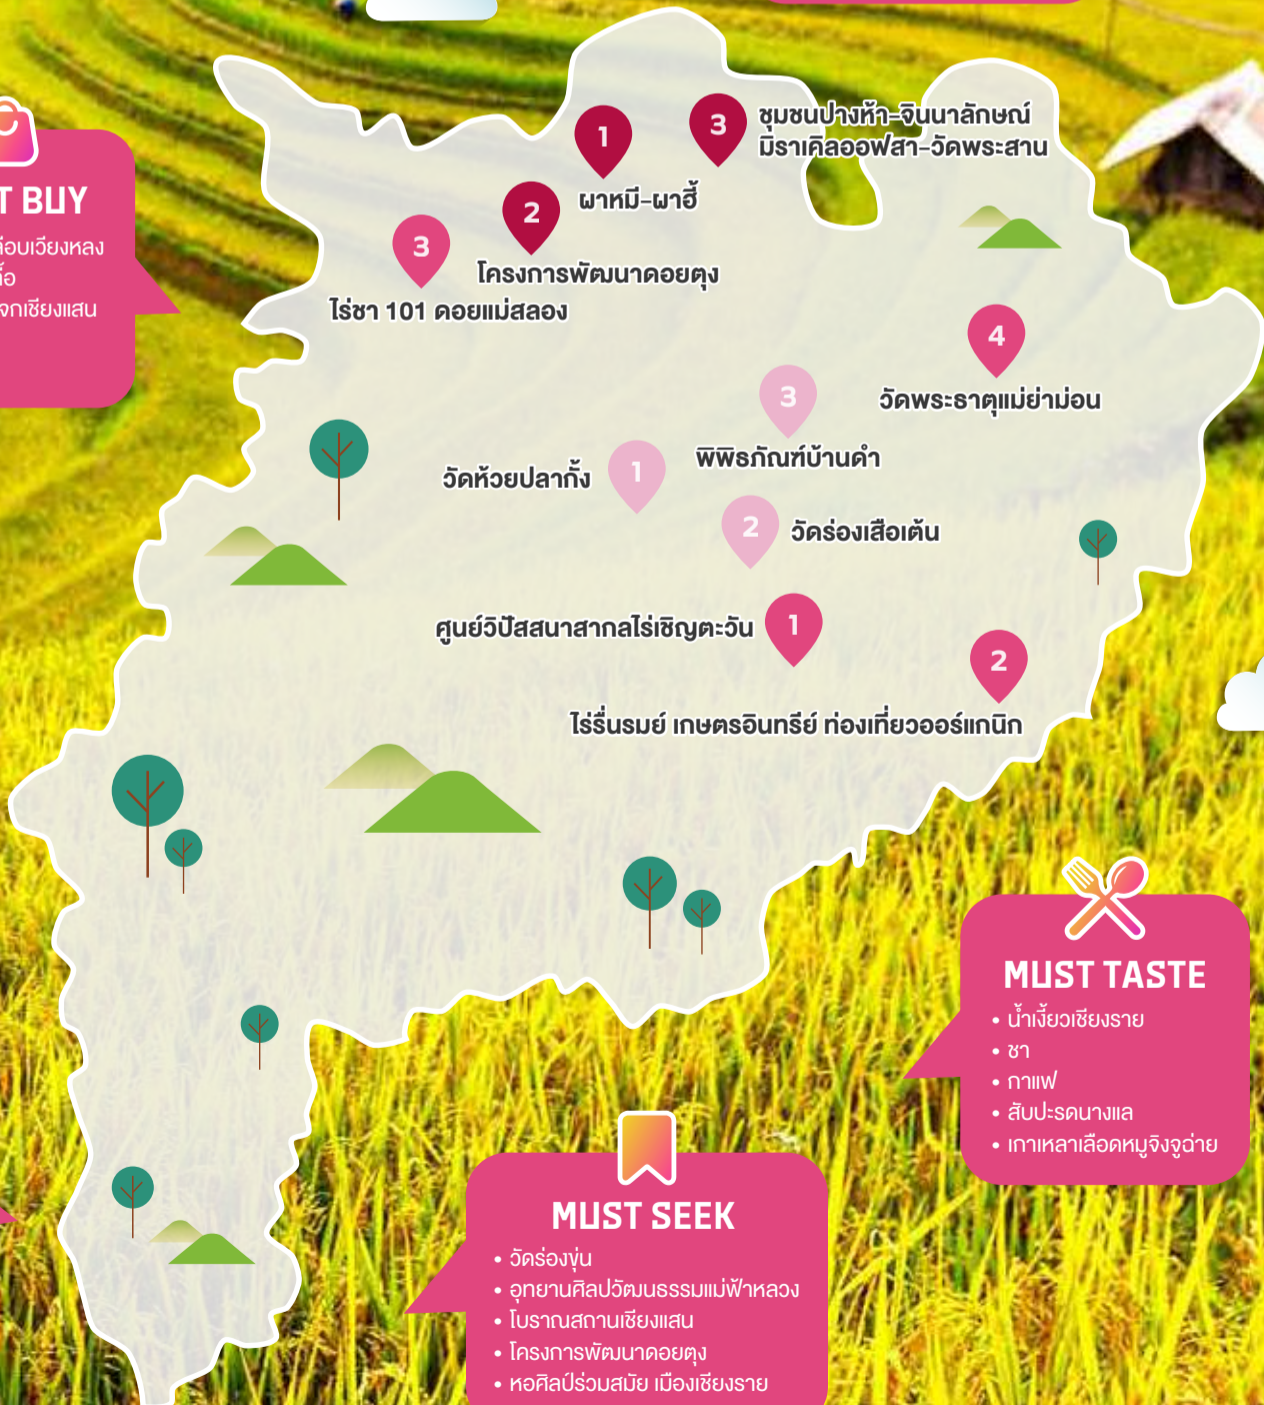 1
3
ชุมชนปางห้า-จินนาลักษณ์
มิราเคิลออฟสา-วัดพระสาน
ผาหมี-ผาฮี้
2
โครงการพัฒนาดอยตุง
3
ไร่ชา 101 ดอยแม่สลอง
BUY
เวียงหลง
เชียงแสน
4
วัดพระธาตุแม่ย่าม่อน
3
พิพิธภัณฑ์บ้านดำ
วัดห้วยปลากั้ง
1
2
วัดร่องเสือเต้น
ศูนย์วิปัสสนาสากลไร่เชิญตะวัน
1
2
ไร่รื่นรมย์ เกษตรอินทรีย์ ท่องเที่ยวออร์แกนิก
MUST TASTE
• น้ำเงี้ยวเชียงราย
• ชา
• กาแฟ
• สับปะรดนางแล
• เกาเหลาเลือดหมูจิงจูฉ่าย
MUST SEEK
• วัดร่องขุ่น
• อุทยานศิลปวัฒนธรรมแม่ฟ้าหลวง
• โบราณสถานเชียงแสน
• โครงการพัฒนาดอยตุง
• หอศิลป์ร่วมสมัย เมืองเชียงราย